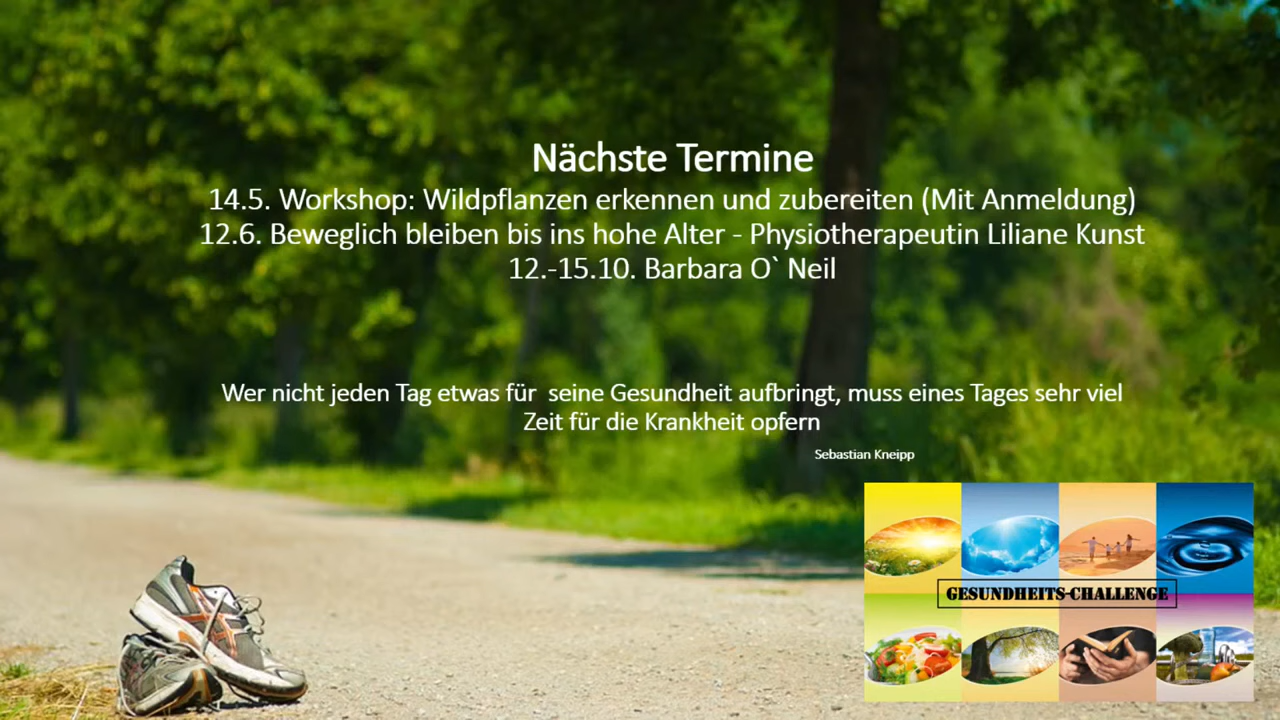 Nächste Termine
14.5. Workshop: Wildpflanzen erkennen und zubereiten (Mit Anmeldung)
12.6. Beweglich bleiben bis ins hohe Alter - Physiotherapeutin Liliane Kunst
12.-15.10. Barbara O` Neil
Wer nicht jeden Tag etwas für  seine Gesundheit aufbringt, muss eines Tages sehr viel
Zeit für die Krankheit opfern
Sebastian Kneipp
GESUNDHEITS-CHALLENGE